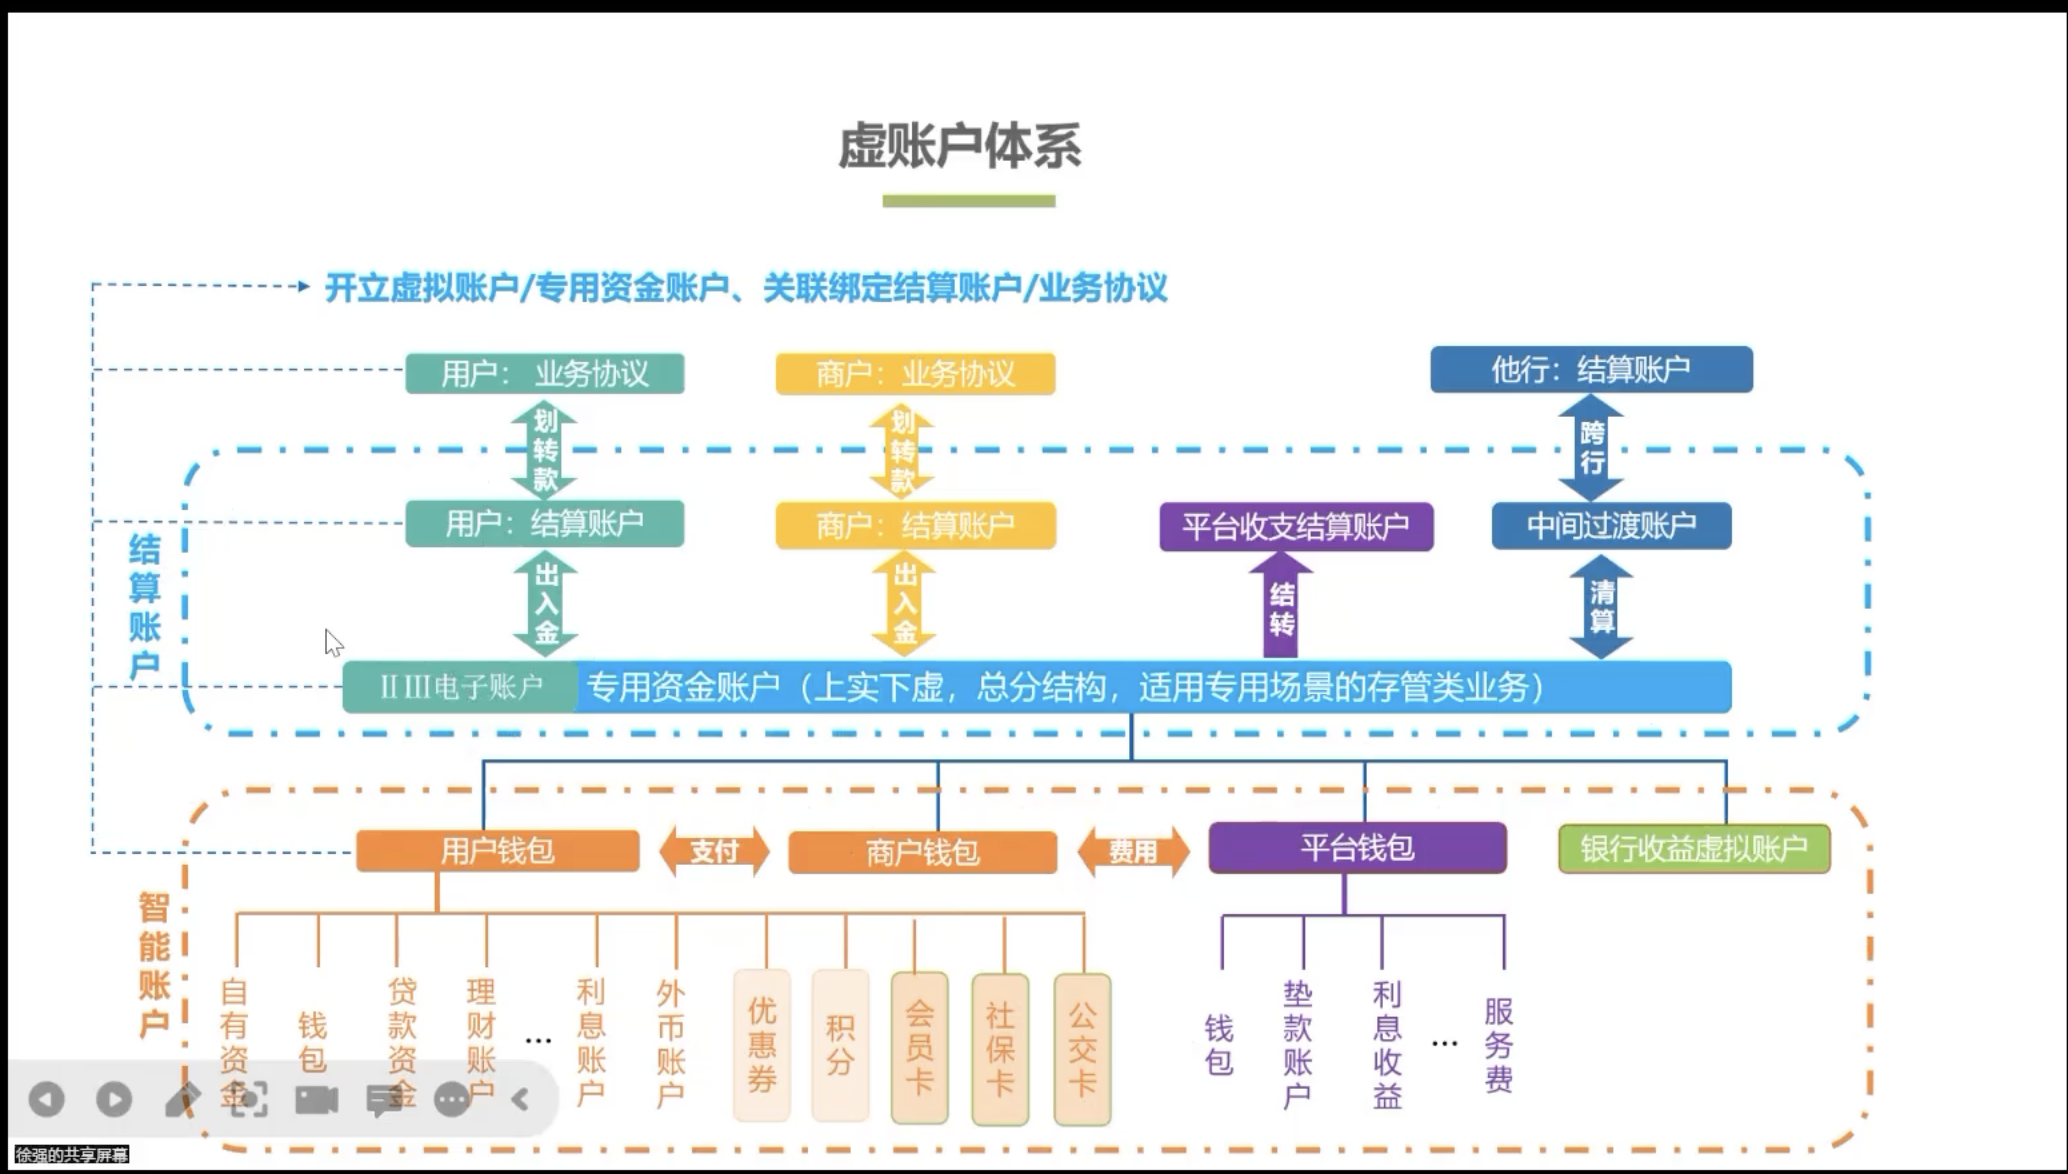 虚账户体系
开立虚拟账户/专用资金账户、关联绑定结算账户/业务协议
用户：业务协议
商户：业务协议
他行：结算账户
划转款
划转款
跨行
用户：结算账户
商户：结算账户
平台收支结算账户
中间过渡账户
结算账户
出入金
出入金
结转
清算
II III电子账户
专用资金账户（上实下虚，总分结构，适用专用场景的存管类业务）
用户钱包
支付
商户钱包
费用
平台钱包
银行收益虚拟账户
智能账户
自有资金
钱包
贷款资金
理财账户
...
利息账户
外币账户
优惠券
积分
会员卡
社保卡
公交卡
钱包
垫款账户
利息收益
...
服务费
徐强的共享屏幕